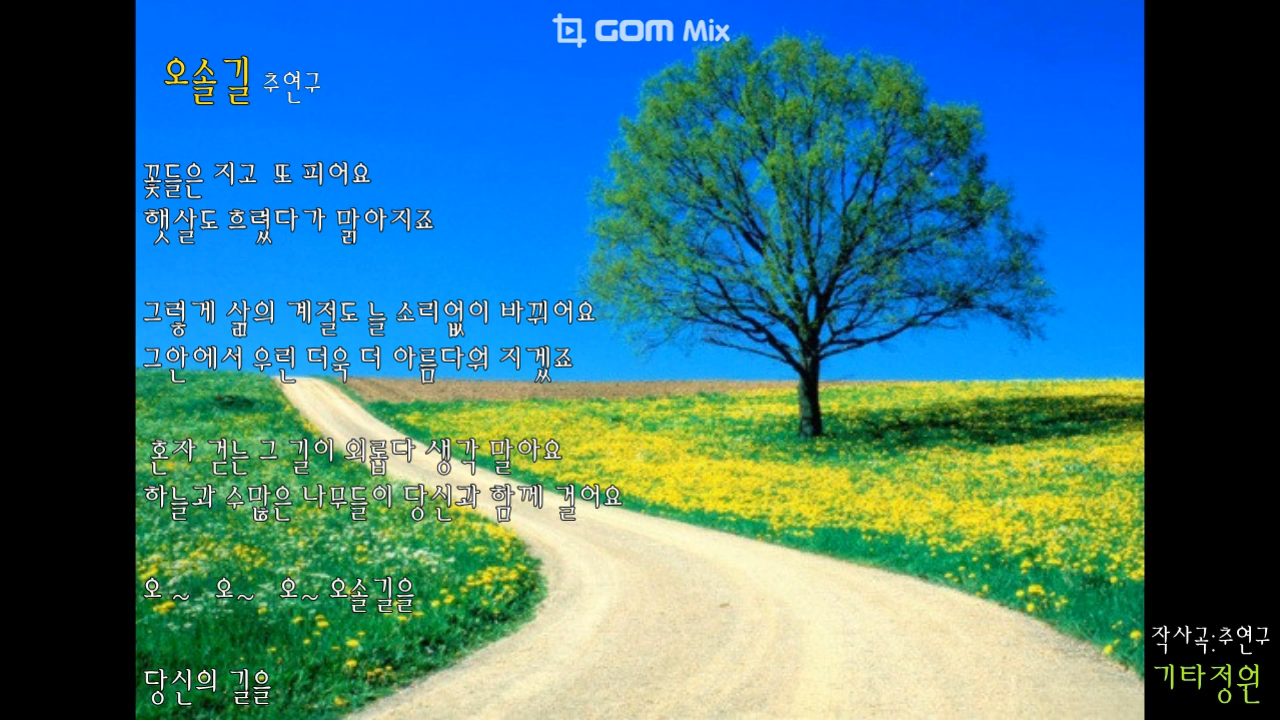 GOM Mix
오솔길 추연구
꽃들은 지고 또 피어요
햇살도 흐렸다가 맑아지죠
그렇게 삶의 계절도 늘 소리없이 바뀌어요
그안에서 우린 더욱 더 아름다워 지겠죠
혼자 걷는 그 길이 외롭다 생각 말아요
하늘과 수많은 나무들이 당신과 함께 걸어요
오 ~ 오~ 오~ 오솔길을
당신의 길을
작사곡:추연구
기타정원